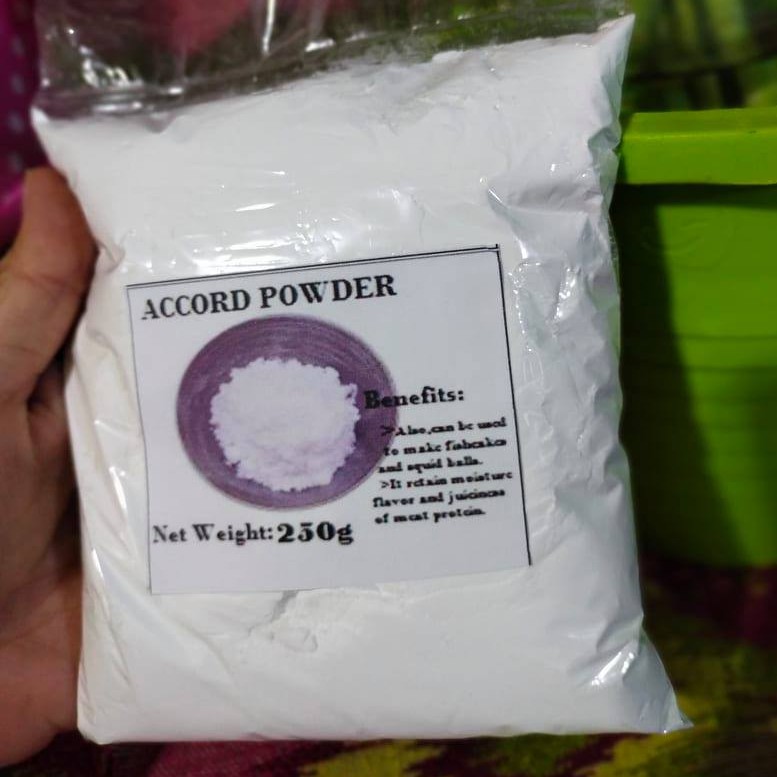 ACCORD POWDER
Benefits:
>Also,can be used
to make fishcakes
and squid balls.
>It retain moisture
flavor and juiciness
of meat protein.
Net Weight: 250g